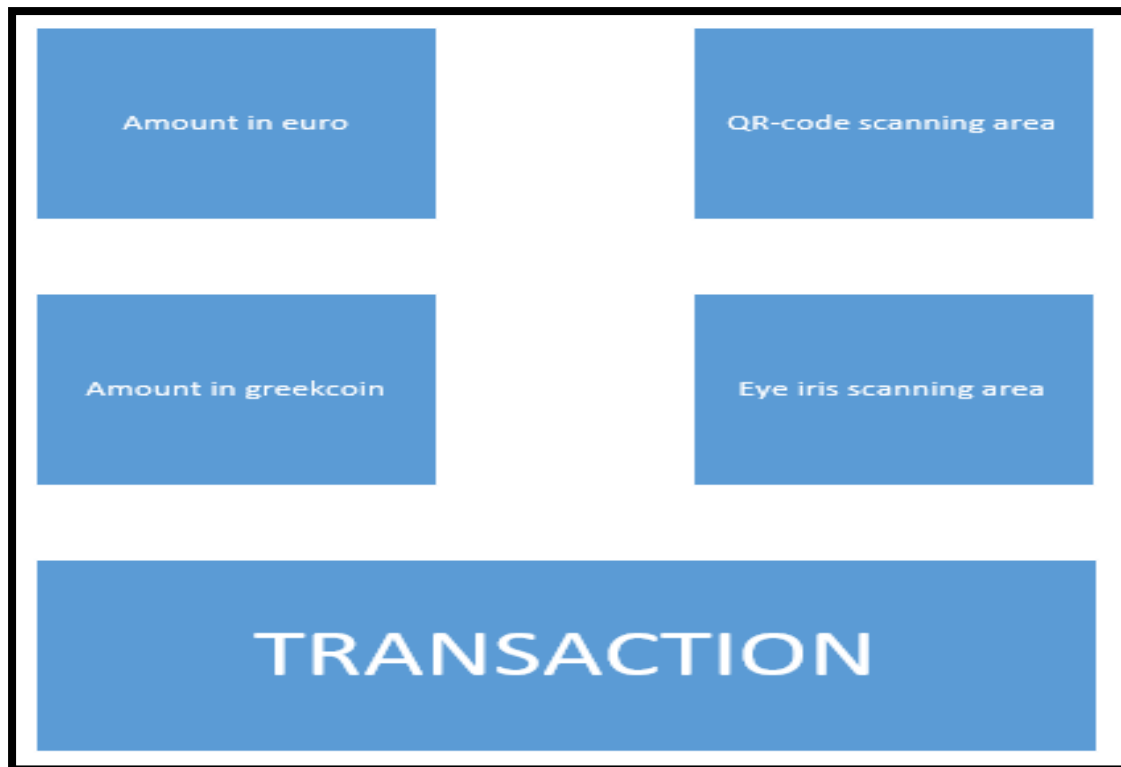 Amount in euro
QR-code scanning area
Amount in greekcoin
Eye iris scanning area
TRANSACTION